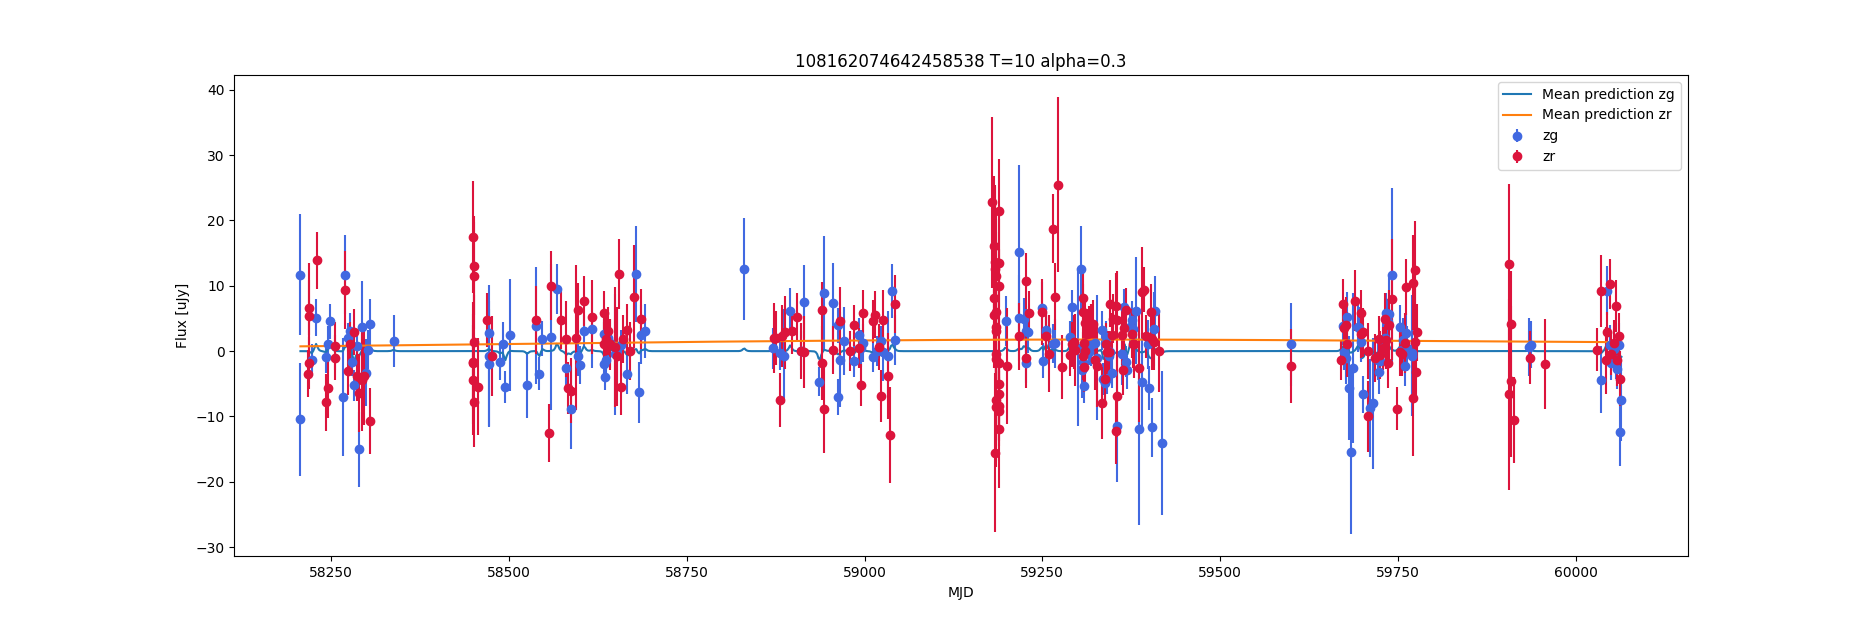 108162074642458538 T=10 alpha=0.3
Flux [uJy]
40
30
20
10
0
−10
−20
−30
Mean prediction zg
Mean prediction zr
zg
zr
58250 58500 58750 59000 59250 59500 59750 60000
MJD